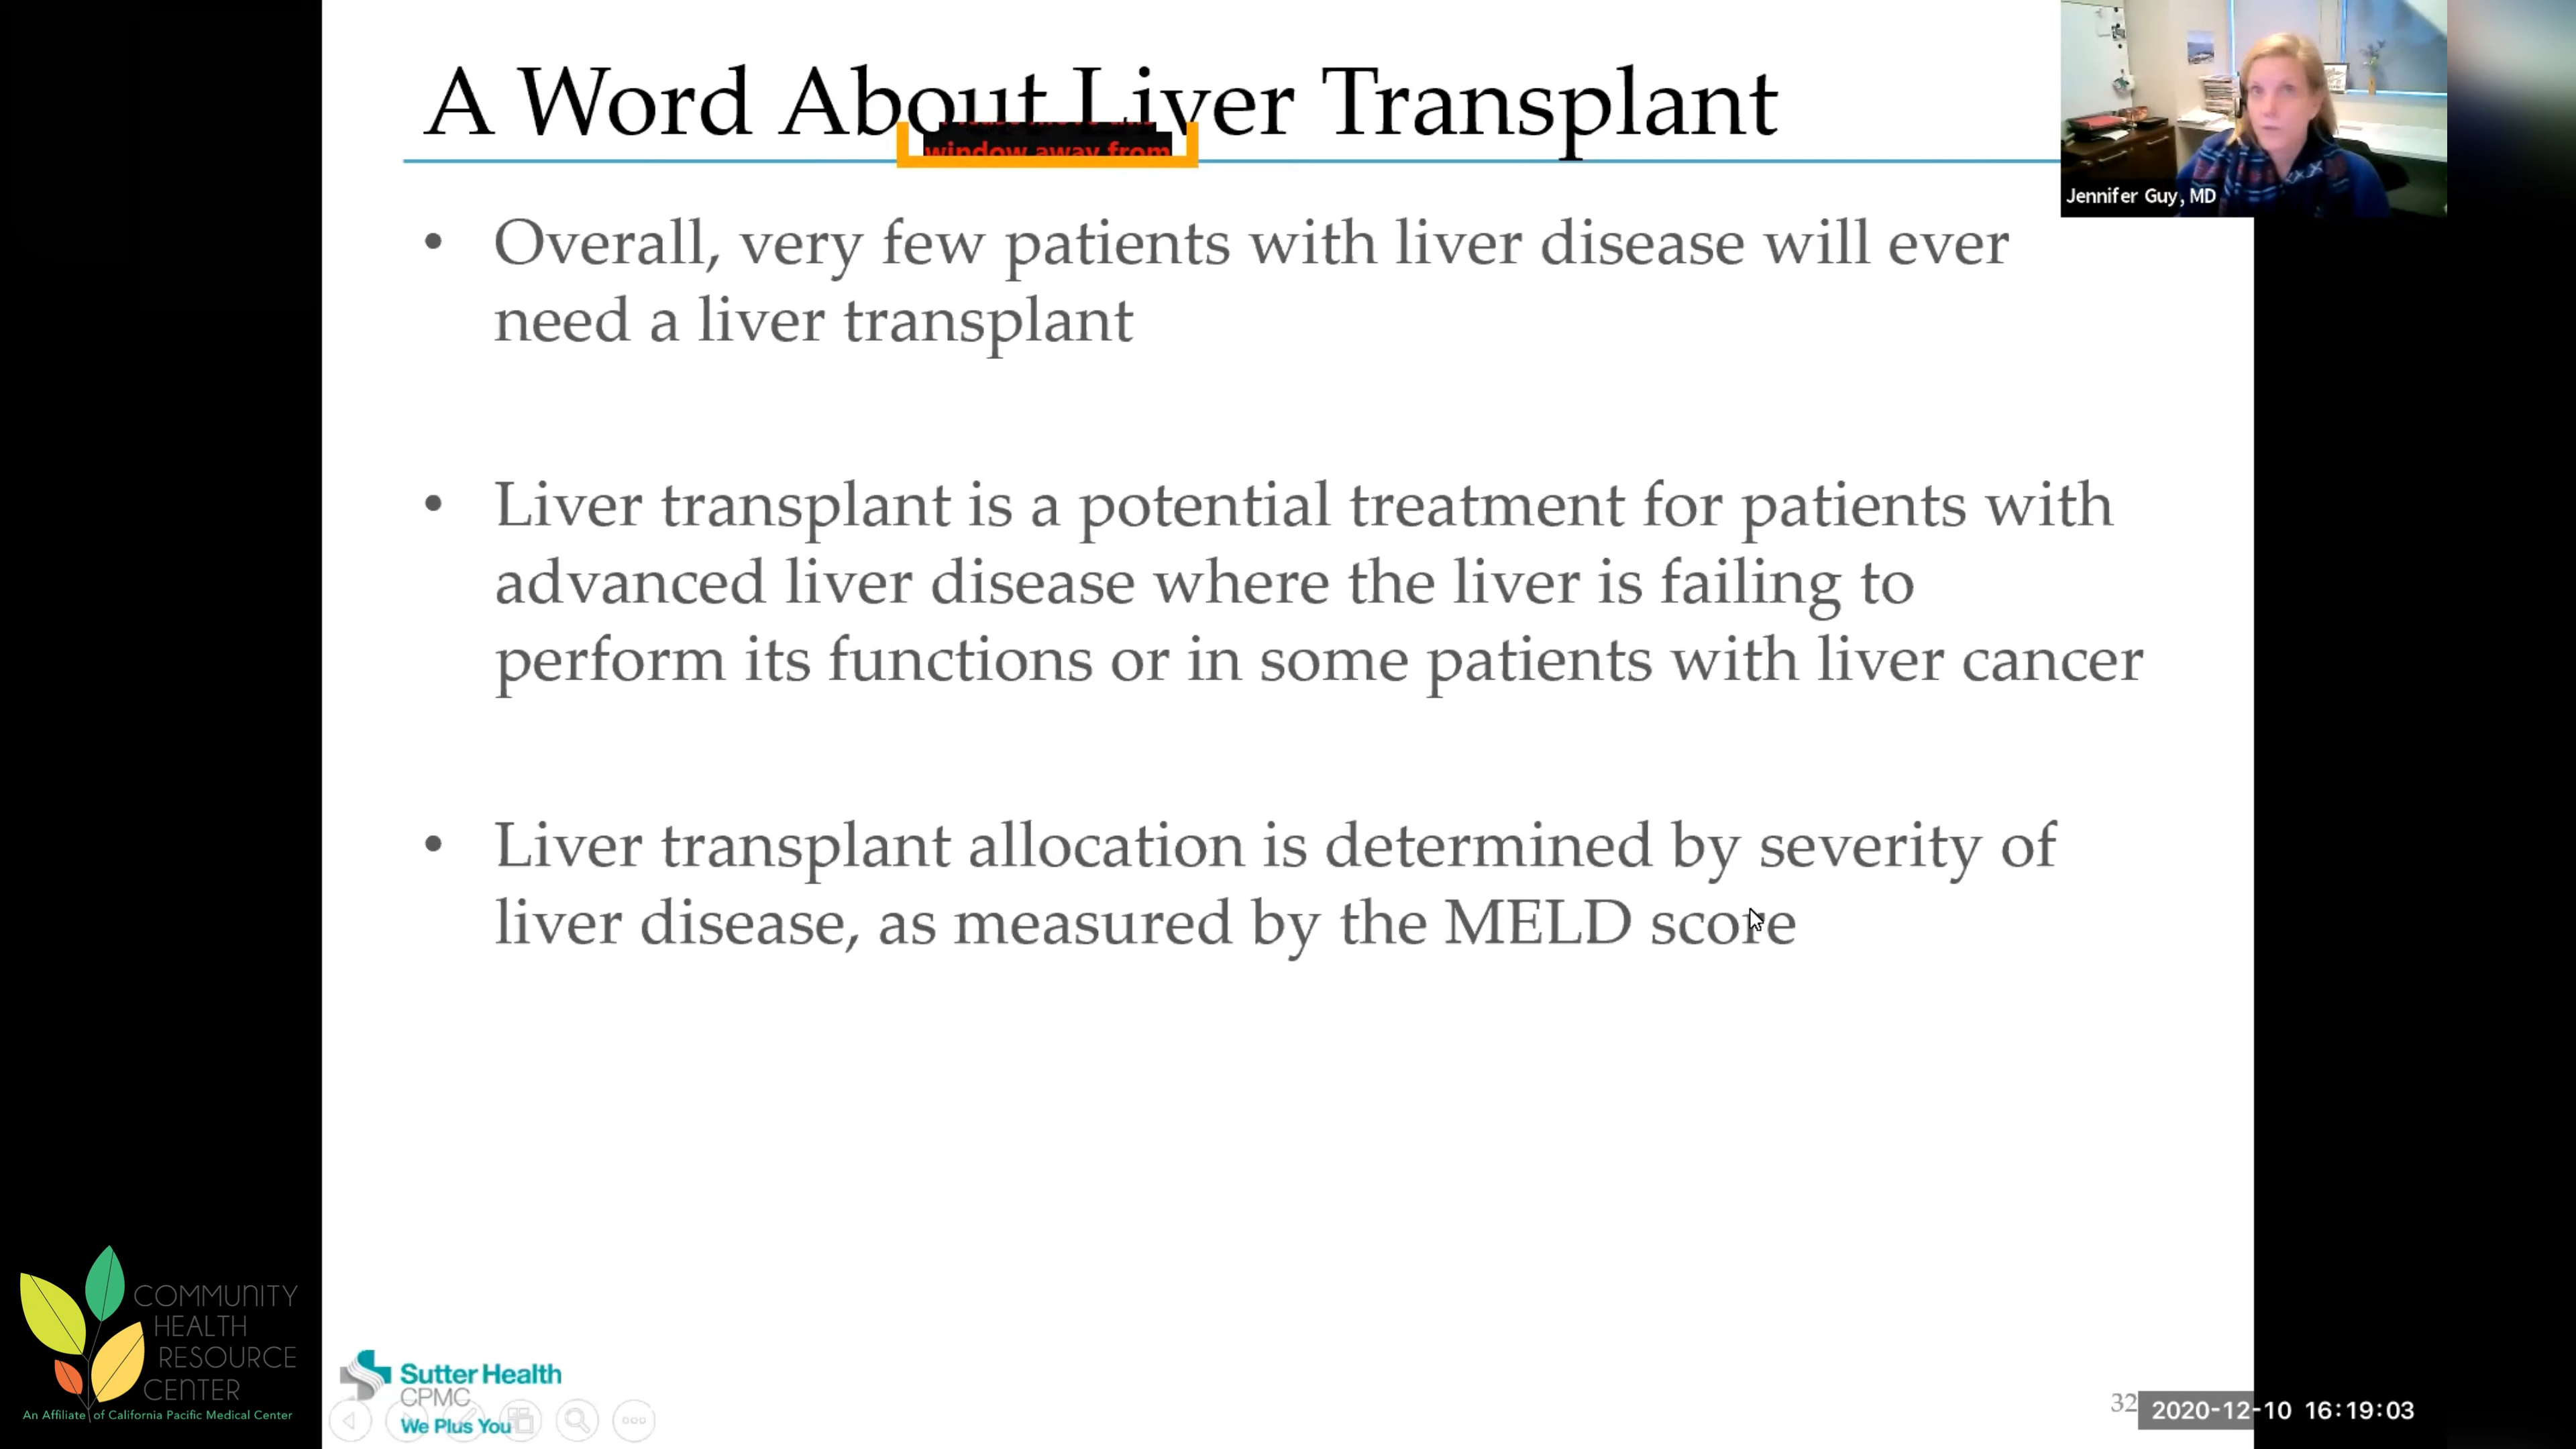 A Word About Liver Transplant
window away from
Jennifer Guy, MD
• Overall, very few patients with liver disease will ever
need a liver transplant
• Liver transplant is a potential treatment for patients with
advanced liver disease where the liver is failing to
perform its functions or in some patients with liver cancer
• Liver transplant allocation is determined by severity of
liver disease, as measured by the MELD score
COMMUNITY
HEALTH
RESOURCE
CENTER
An Affiliate of California Pacific Medical Center
Sutter Health
CPMC
We Plus You
32
2020-12-10 16:19:03